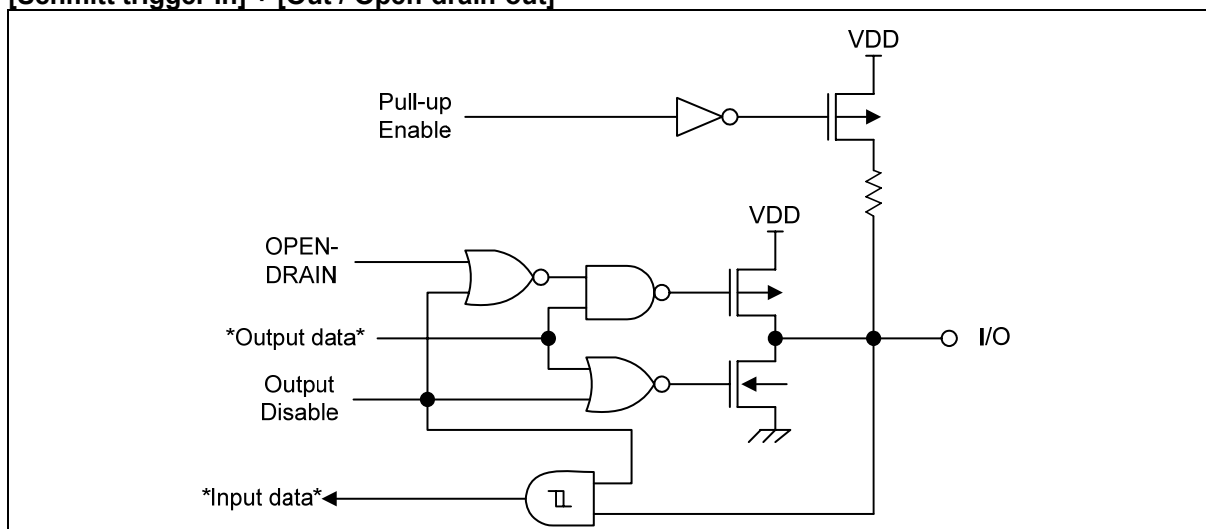 [Schmitt trigger in] + [Out / Open-drain out]
VDD
Pull-up
Enable
VDD
OPEN-
DRAIN
*Output data*
I/O
Output
Disable
*Input data*